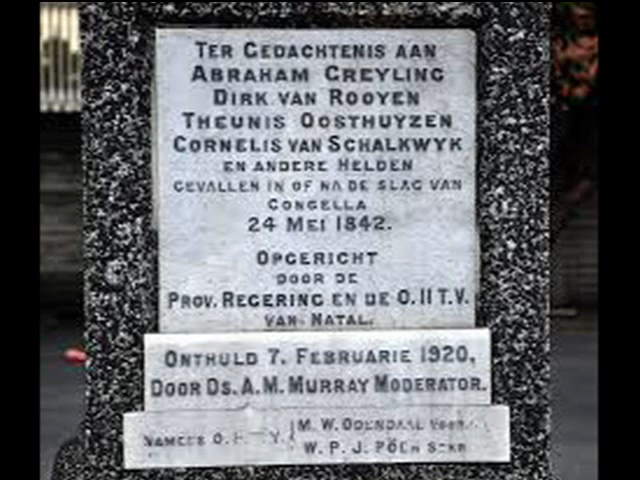 TER GEDACHTENIS AAN
ABRAHAM GREYLING
DIRK VAN ROOYEN
THEUNIS OOSTHUYZEN
CORNELIS VAN SCHALKWYK
EN ANDERE HELDEN
GEVALLEN IN OF NA DE SLAG VAN
CONGELLA
24 MEI 1842.
OPGERICHT
DOOR DE
PROV. REGERING EN DE O. II T. V.
VAN NATAL.
ONTHULD 7. FEBRUARIE 1920,
DOOR DS. A. M. MURRAY MODERATOR.
NAMENS O.
M. W. ODENDAAL
W. P. J.